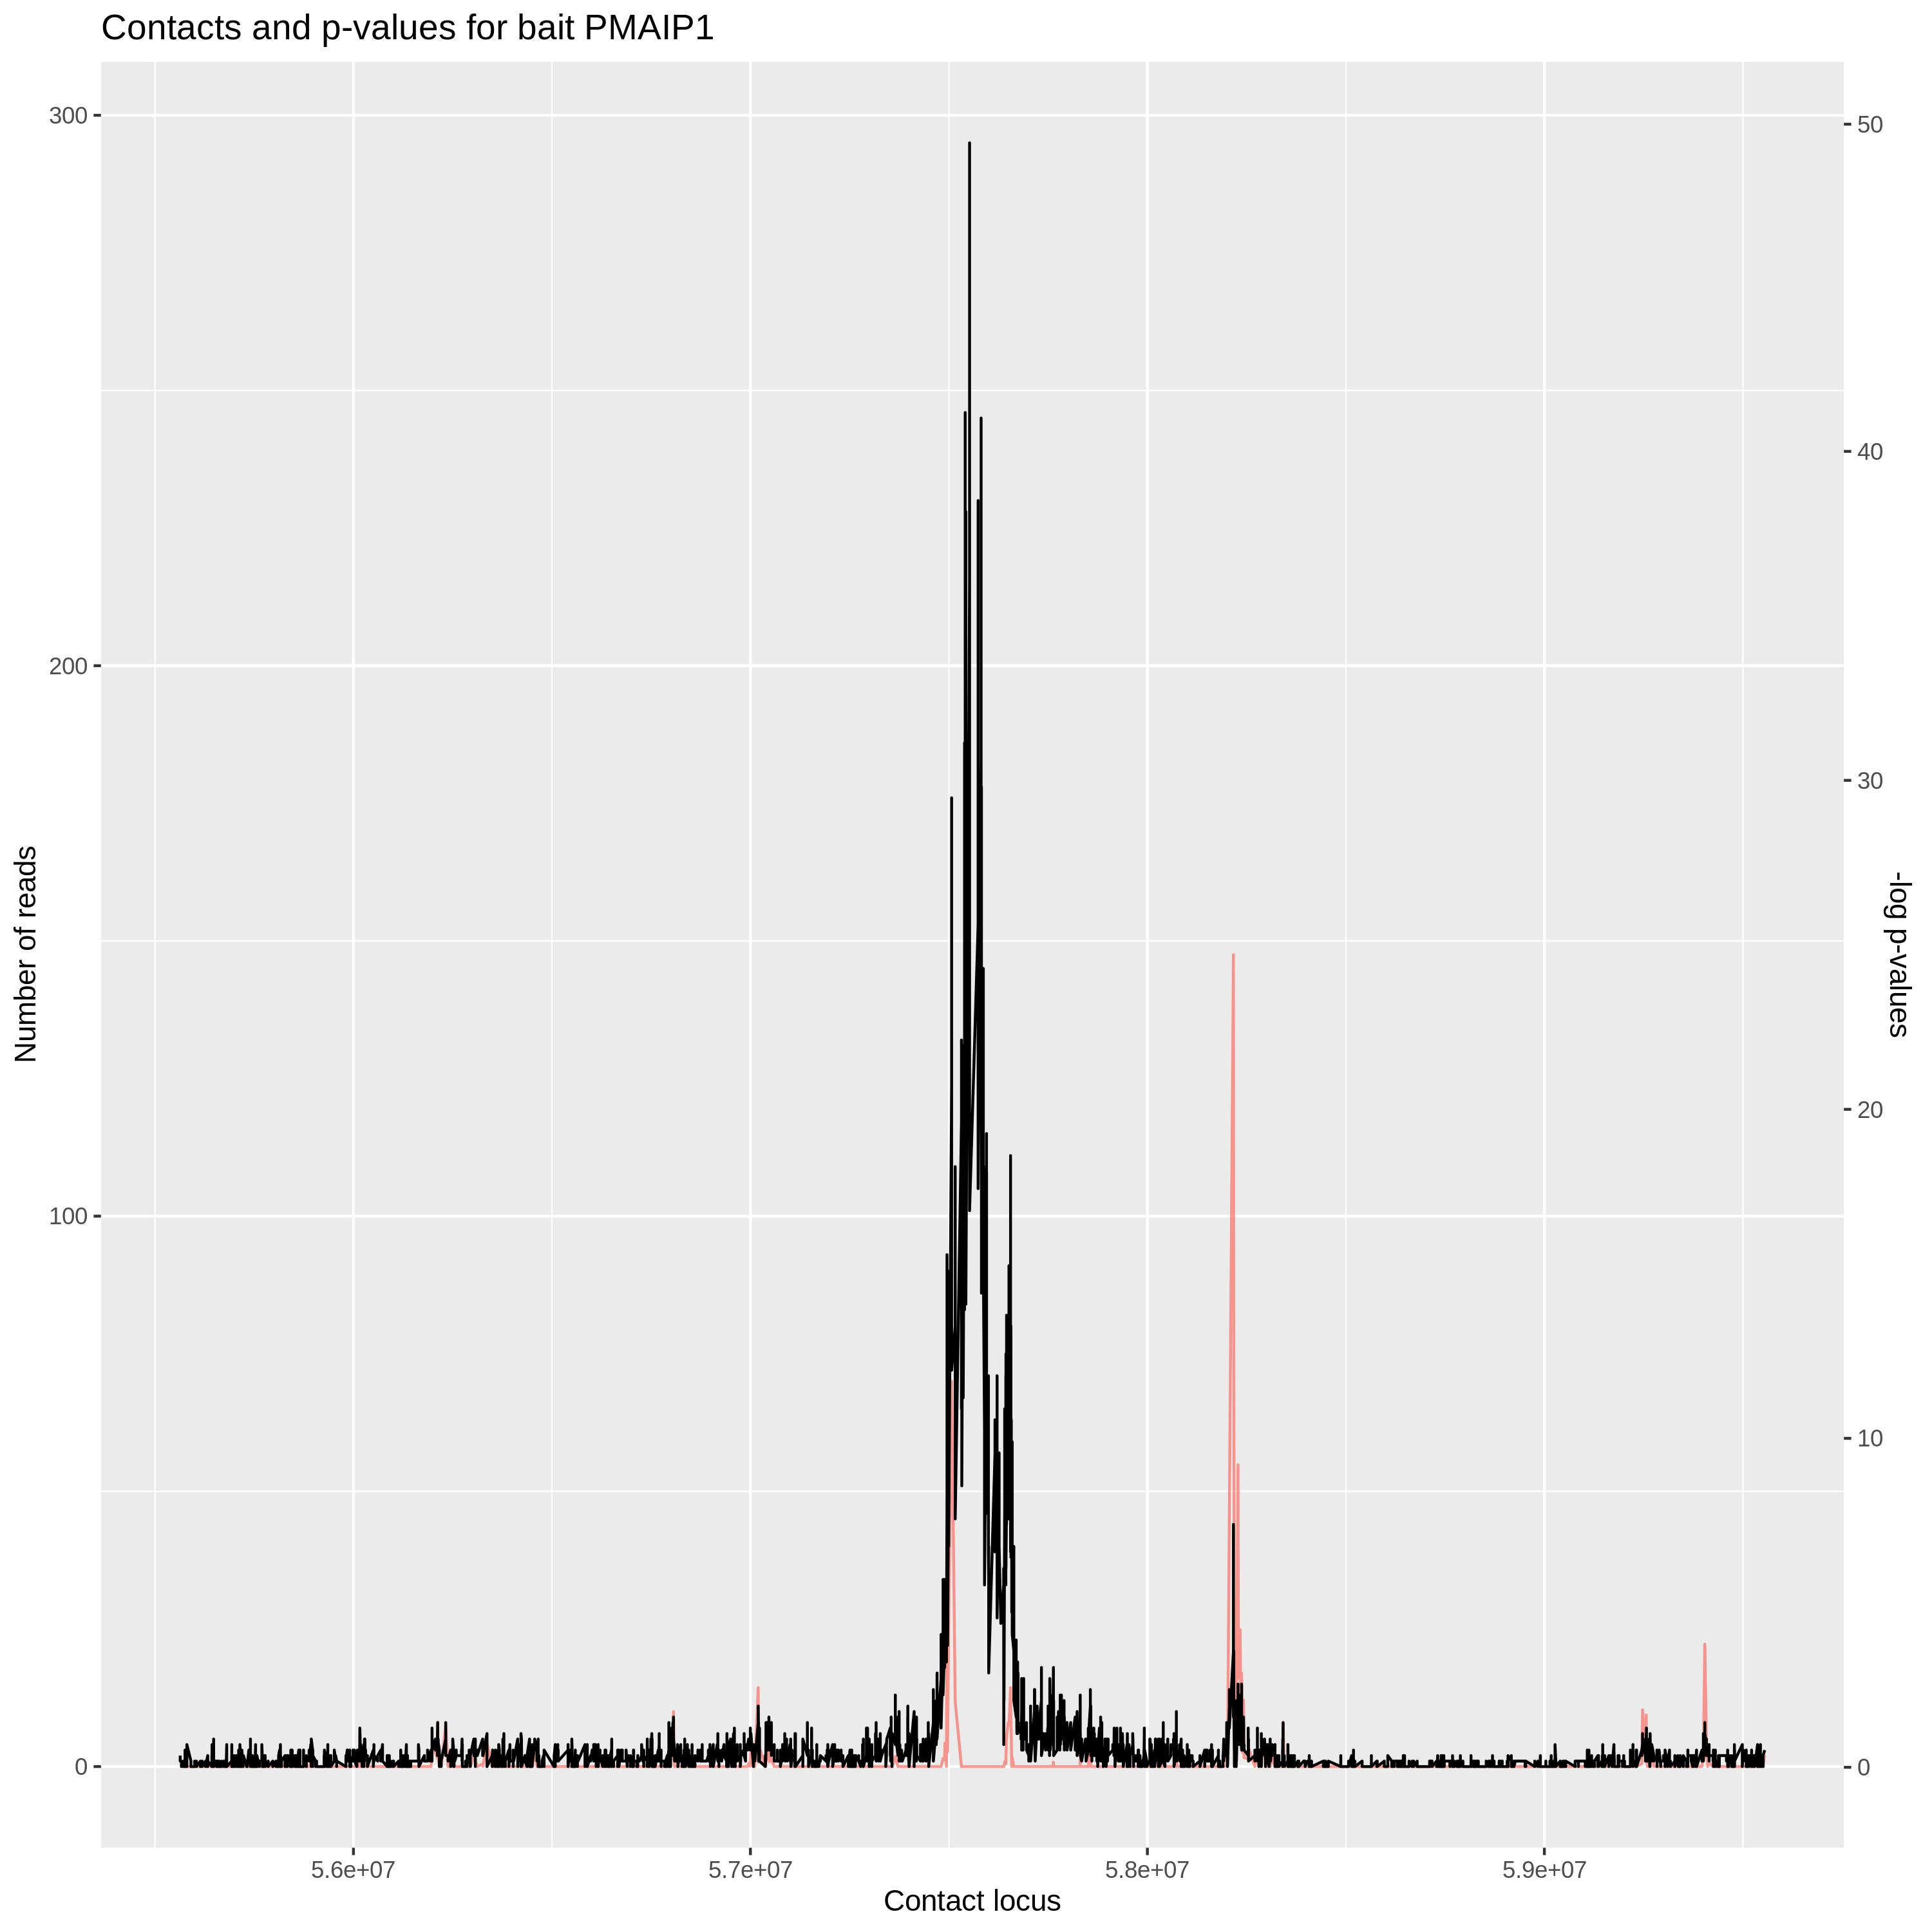 Contacts and p-values for bait PMAIP1
300
200
100
0
Number of reads
50
40
30
20
10
0
-log p-values
5.6e+07
5.7e+07
5.8e+07
5.9e+07
Contact locus